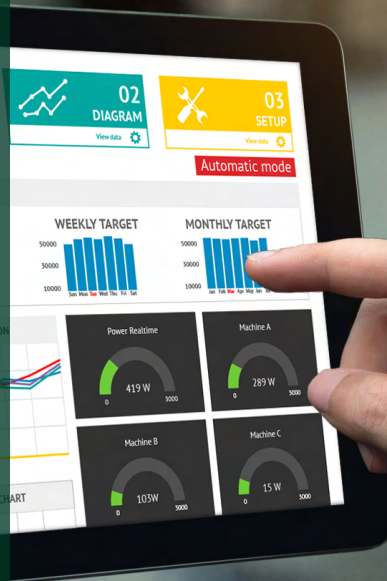 02
DIAGRAM
View data
03
SETUP
View data
Automatic mode
WEEKLY TARGET
50000
30000
10000
Sun Mon Tue Wed Thu Fri Sat
MONTHLY TARGET
50000
30000
10000
Jan Feb Mar Apr May Jun
ON
Power Realtime
419 W
0 3000
Machine A
289 W
0 3000
Machine B
103W
0 3000
Machine C
15 W
0 3000
HART